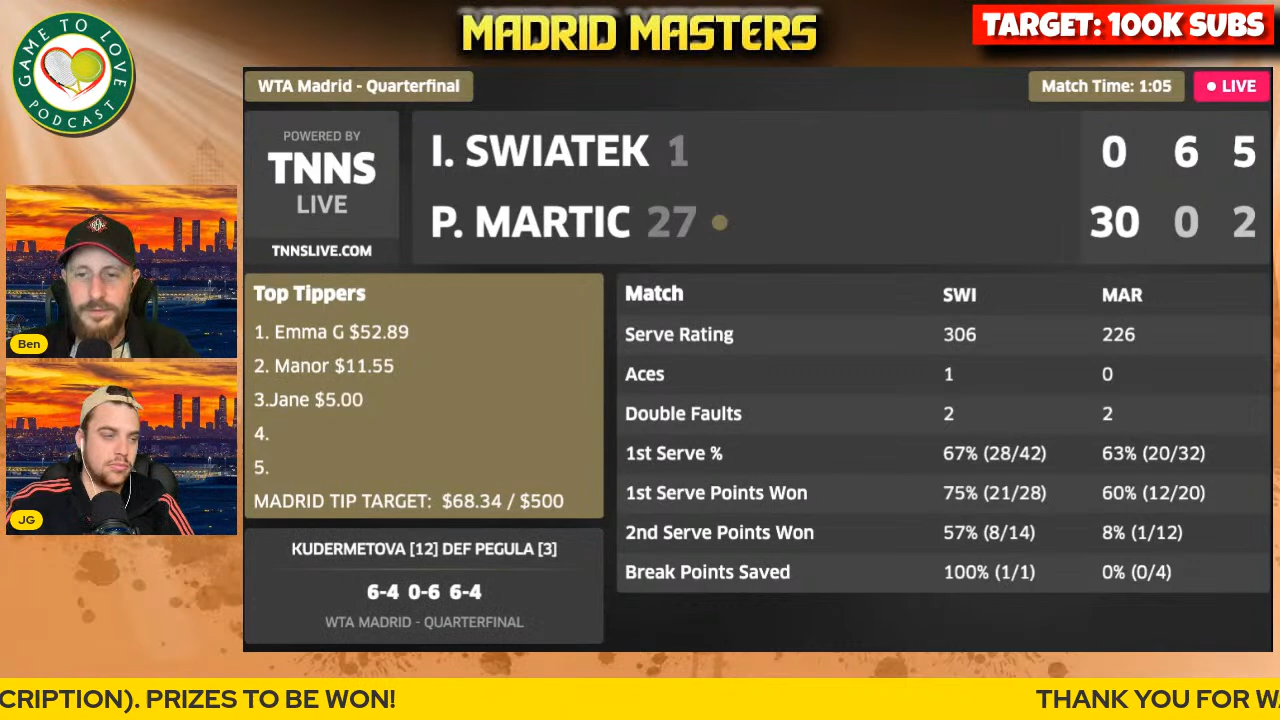 GAME TO LOVE
PODCAST
MADRID MASTERS
TARGET: 100K SUBS
WTA Madrid - Quarterfinal
Match Time: 1:05
LIVE
POWERED BY
TNNS
LIVE
TNNSLIVE.COM
I. SWIATEK 1 0 6 5
P. MARTIC 27 30 0 2
Ben
JG
Top Tippers
1. Emma G $52.89
2. Manor $11.55
3.Jane $5.00
4.
5.
MADRID TIP TARGET: $68.34 / $500
KUDERMETOVA [12] DEF PEGULA [3]
6-4 0-6 6-4
WTA MADRID - QUARTERFINAL
Match SWI MAR
Serve Rating 306 226
Aces 1 0
Double Faults 2 2
1st Serve % 67% (28/42) 63% (20/32)
1st Serve Points Won 75% (21/28) 60% (12/20)
2nd Serve Points Won 57% (8/14) 8% (1/12)
Break Points Saved 100% (1/1) 0% (0/4)
CRIPTION). PRIZES TO BE WON! THANK YOU FOR WA